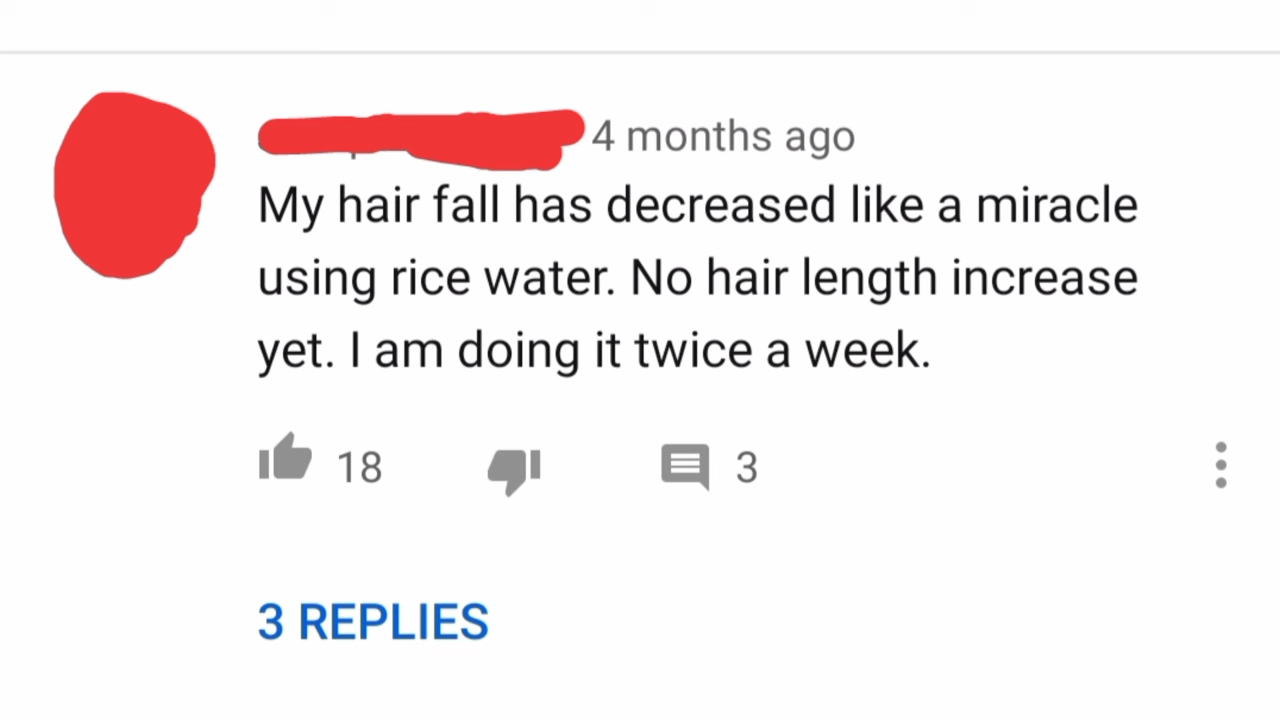 4 months ago
My hair fall has decreased like a miracle
using rice water. No hair length increase
yet. I am doing it twice a week.
18
3
3 REPLIES